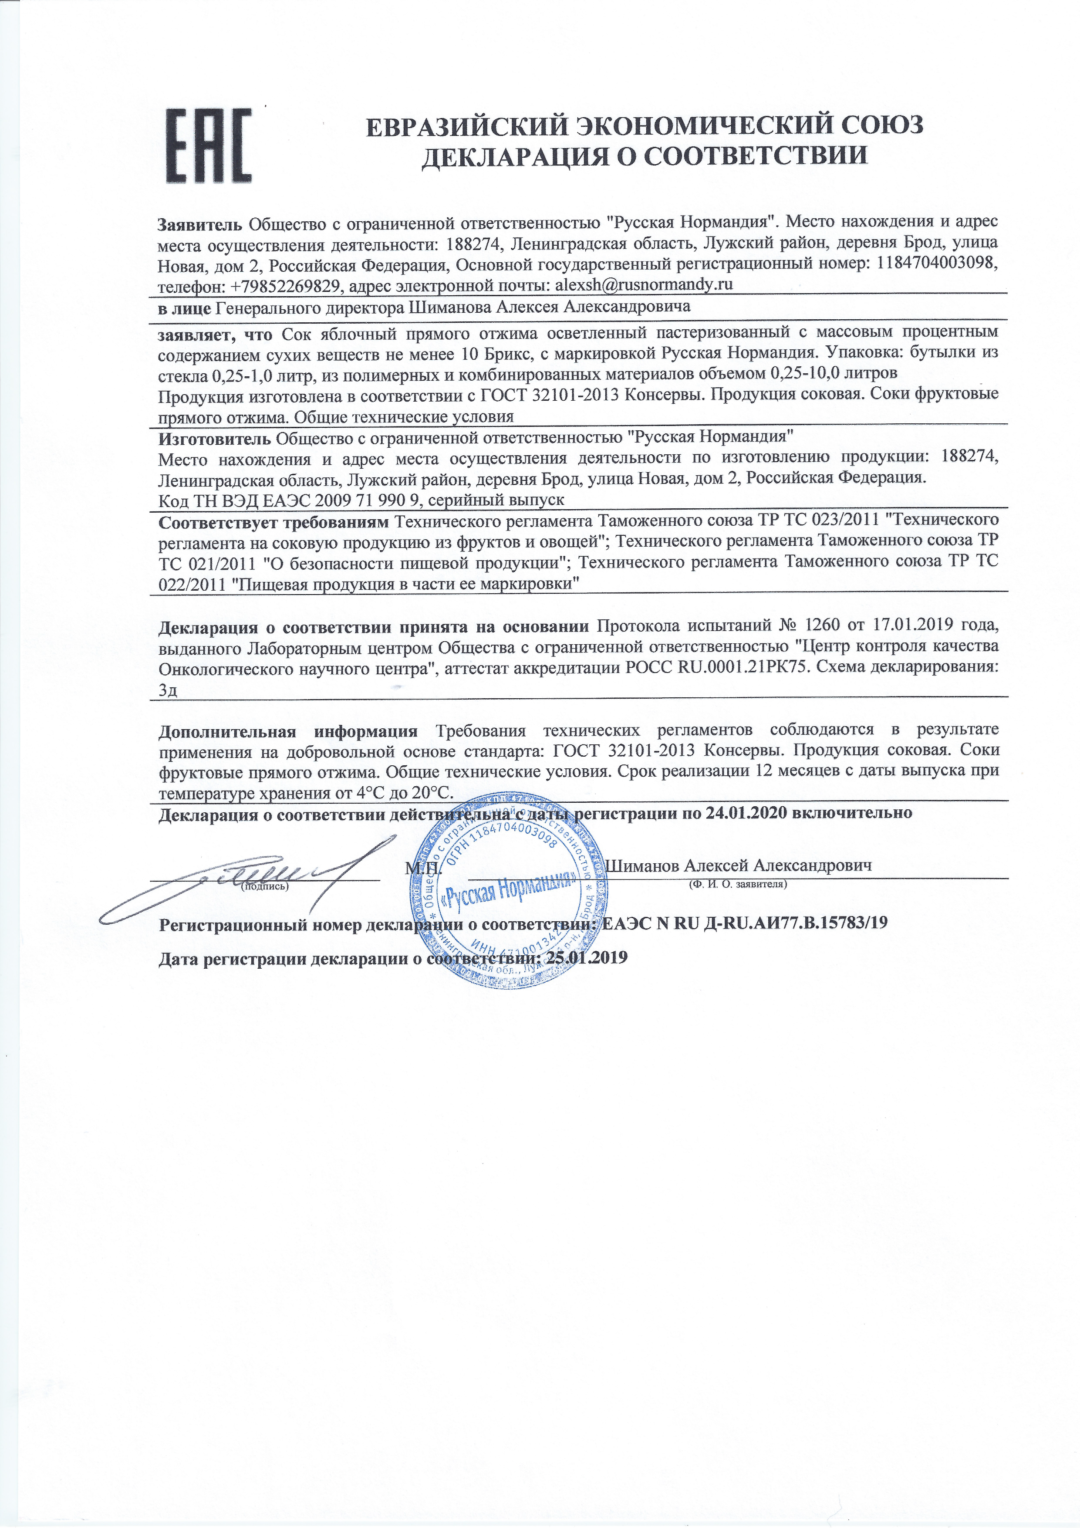 EAC
ЕВРАЗИЙСКИЙ ЭКОНОМИЧЕСКИЙ СОЮЗ
ДЕКЛАРАЦИЯ О СООТВЕТСТВИИ
Заявитель Общество с ограниченной ответственностью "Русская Нормандия". Место нахождения и адрес
места осуществления деятельности: 188274, Ленинградская область, Лужский район, деревня Брод, улица
Новая, дом 2, Российская Федерация, Основной государственный регистрационный номер: 1184704003098,
телефон: +79852269829, адрес электронной почты: alexsh@rusnormandy.ru
в лице Генерального директора Шиманова Алексея Александровича
заявляет, что Сок яблочный прямого отжима осветленный пастеризованный с массовым процентным
содержанием сухих веществ не менее 10 Брикс, с маркировкой Русская Нормандия. Упаковка: бутылки из
стекла 0,25-1,0 литр, из полимерных и комбинированных материалов объемом 0,25-10,0 литров
Продукция изготовлена в соответствии с ГОСТ 32101-2013 Консервы. Продукция соковая. Соки фруктовые
прямого отжима. Общие технические условия
Изготовитель Общество с ограниченной ответственностью "Русская Нормандия"
Место нахождения и адрес места осуществления деятельности по изготовлению продукции: 188274,
Ленинградская область, Лужский район, деревня Брод, улица Новая, дом 2, Российская Федерация.
Код ТН ВЭД ЕАЭС 2009 71 990 9, серийный выпуск
Соответствует требованиям Технического регламента Таможенного союза ТР ТС 023/2011 "Технического
регламента на соковую продукцию из фруктов и овощей"; Технического регламента Таможенного союза ТР
ТС 021/2011 "О безопасности пищевой продукции"; Технического регламента Таможенного союза ТР ТС
022/2011 "Пищевая продукция в части ее маркировки"
Декларация о соответствии принята на основании Протокола испытаний № 1260 от 17.01.2019 года,
выданного Лабораторным центром Общества с ограниченной ответственностью "Центр контроля качества
Онкологического научного центра", аттестат аккредитации РОСС RU.0001.21РК75. Схема декларирования:
3д
Дополнительная информация Требования технических регламентов соблюдаются в результате
применения на добровольной основе стандарта: ГОСТ 32101-2013 Консервы. Продукция соковая. Соки
фруктовые прямого отжима. Общие технические условия. Срок реализации 12 месяцев с даты выпуска при
температуре хранения от 4°С до 20°С.
Декларация о соответствии действительна с даты регистрации по 24.01.2020 включительно
Общество с ограниченной ответственностью
ОГРН 1184704003098
«Русская Нормандия»
М.П.
Шиманов Алексей Александрович
(подпись)
(Ф. И. О. заявителя)
Регистрационный номер декларации о соответствии: ЕАЭС N RU Д-RU.АИ77.В.15783/19
Дата регистрации декларации о соответствии: 25.01.2019